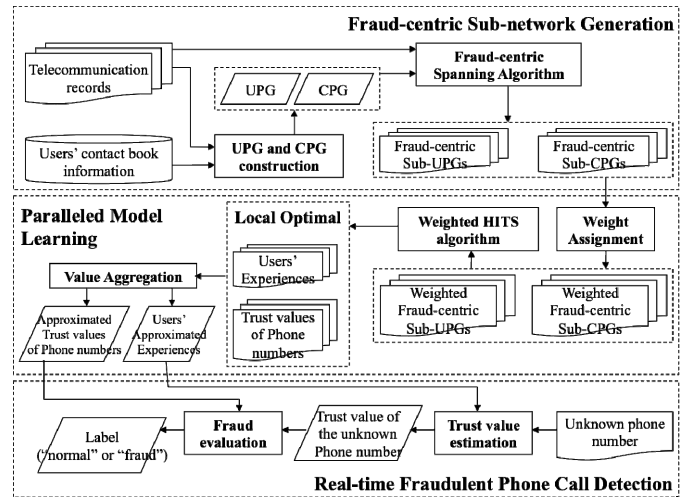 Fraud-centric Sub-network Generation
Telecommunication
records
UPG
CPG
Fraud-centric
Spanning Algorithm
Users' contact book
information
UPG and CPG
construction
Fraud-centric
Sub-UPGs
Fraud-centric
Sub-CPGs
Paralleled Model
Learning
Local Optimal
Weighted HITS
algorithm
Weight
Assignment
Value Aggregation
Users'
Experiences
Approximated
Trust values
of Phone numbers
Users'
Approximated
Experiences
Trust values
of Phone
numbers
Weighted
Fraud-centric
Sub-UPGs
Weighted
Fraud-centric
Sub-CPGs
Label
("normal" or "fraud")
Fraud
evaluation
Trust value of
the unknown
Phone number
Trust value
estimation
Unknown phone
number
Real-time Fraudulent Phone Call Detection